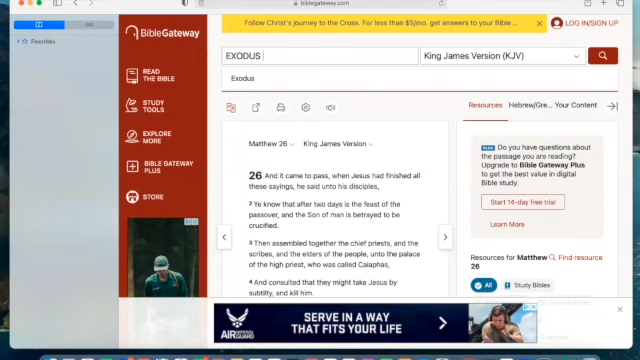 biblegateway.com
Favorites
BibleGateway
READ
THE BIBLE
STUDY
TOOLS
EXPLORE
MORE
BIBLE GATEWAY
PLUS
STORE
Follow Christ's journey to the Cross. For less than $5/mo. get answers to your Bible ...
LOG IN/SIGN UP
EXODUS
King James Version (KJV)
Exodus
Resources Hebrew/Gre... Your Content
Matthew 26 King James Version
26 And it came to pass, when Jesus had finished all
these sayings, he said unto his disciples,
2 Ye know that after two days is the feast of the
passover, and the Son of man is betrayed to be
crucified.
3 Then assembled together the chief priests, and the
scribes, and the elders of the people, unto the palace
of the high priest, who was called Caiaphas,
4 And consulted that they might take Jesus by
subtilty, and kill him.
PLUS Do you have questions about
the passage you are reading?
Upgrade to Bible Gateway Plus
to get the best value in digital
Bible study.
Start 14-day free trial
Learn More
Resources for Matthew
26
Find resource
All Study Bibles
AIR NATIONAL
GUARD
SERVE IN A WAY
THAT FITS YOUR LIFE